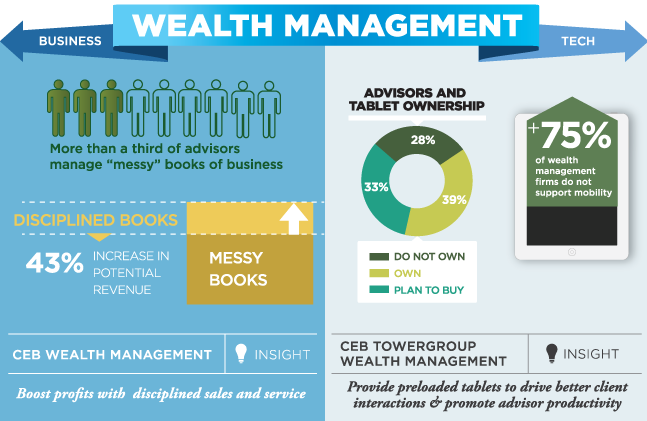 WEALTH MANAGEMENT
BUSINESS
TECH
More than a third of advisors
manage “messy” books of business
DISCIPLINED BOOKS
43%
INCREASE IN
POTENTIAL
REVENUE
MESSY
BOOKS
CEB WEALTH MANAGEMENT
INSIGHT
Boost profits with disciplined sales and service
ADVISORS AND
TABLET OWNERSHIP
28%
33%
39%
DO NOT OWN
OWN
PLAN TO BUY
+75%
of wealth
management
firms do not
support mobility
CEB TOWERGROUP
WEALTH MANAGEMENT
INSIGHT
Provide preloaded tablets to drive better client
interactions & promote advisor productivity